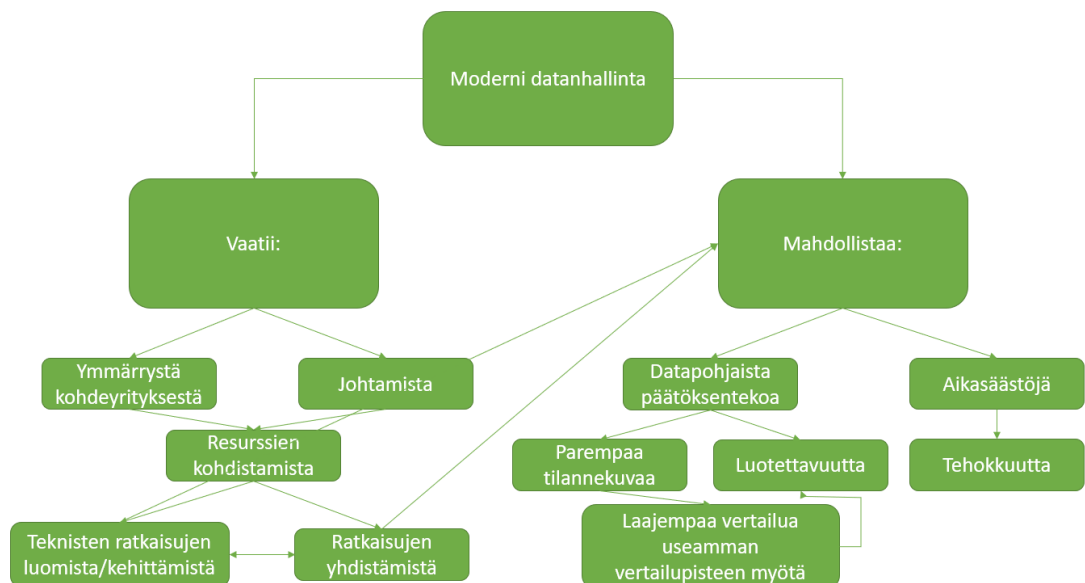 Moderni datanhallinta
Vaatii:
Mahdollistaa:
Ymmärrystä
kohdeyrityksestä
Johtamista
Datapohjaista
päätöksentekoa
Aikasäästöjä
Resurssien
kohdistamista
Parempaa
tilannekuvaa
Luotettavuutta
Tehokkuutta
Teknisten ratkaisujen
luomista/kehittämistä
Ratkaisujen
yhdistämistä
Laajempaa vertailua
useamman
vertailupisteen myötä